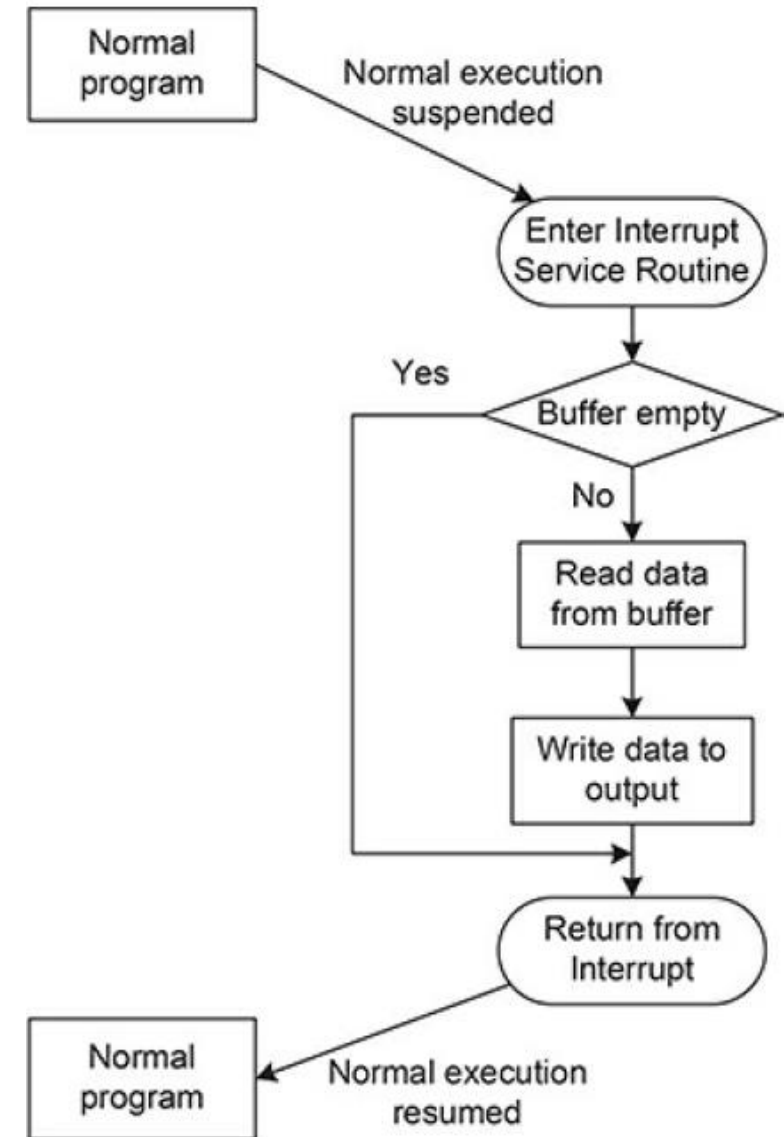 Normal
program
Normal execution
suspended
Enter Interrupt
Service Routine
Yes
Buffer empty
No
Read data
from buffer
Write data to
output
Return from
Interrupt
Normal
program
Normal execution
resumed